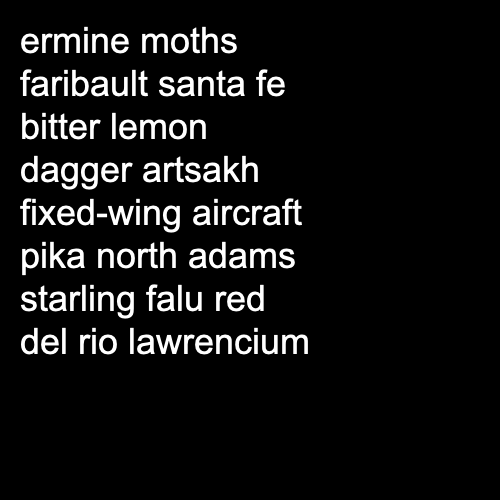 ermine moths
faribault santa fe
bitter lemon
dagger artsakh
fixed-wing aircraft
pika north adams
starling falu red
del rio lawrencium